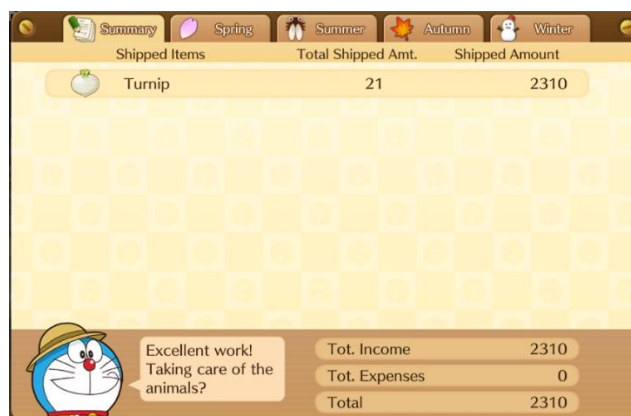 Summary Spring Summer Autumn Winter
Shipped Items Total Shipped Amt. Shipped Amount
Turnip 21 2310
Excellent work!
Taking care of the
animals?
Tot. Income 2310
Tot. Expenses 0
Total 2310